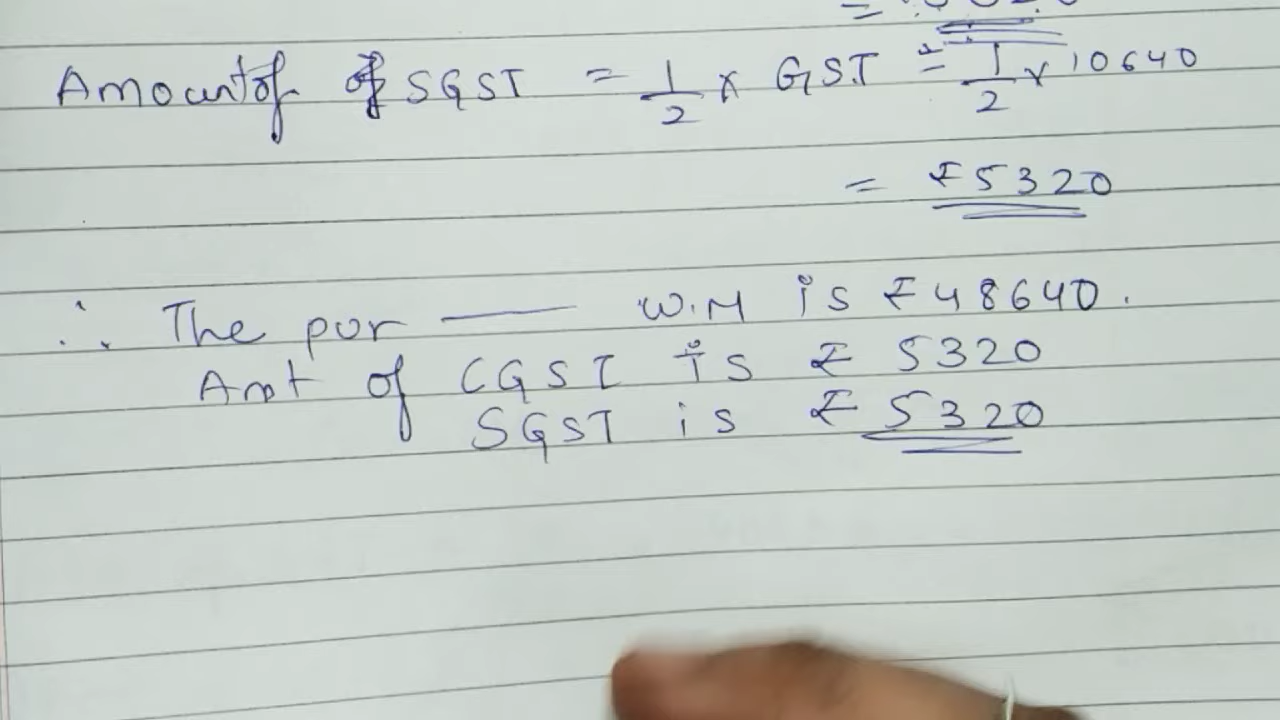 Amount of of SGST = 1/2 × GST = 1/2 × 10640
= ₹5320
∴ The pur —— W.M is ₹48640.
Amt of CGST is ₹ 5320
SGST is ₹ 5320